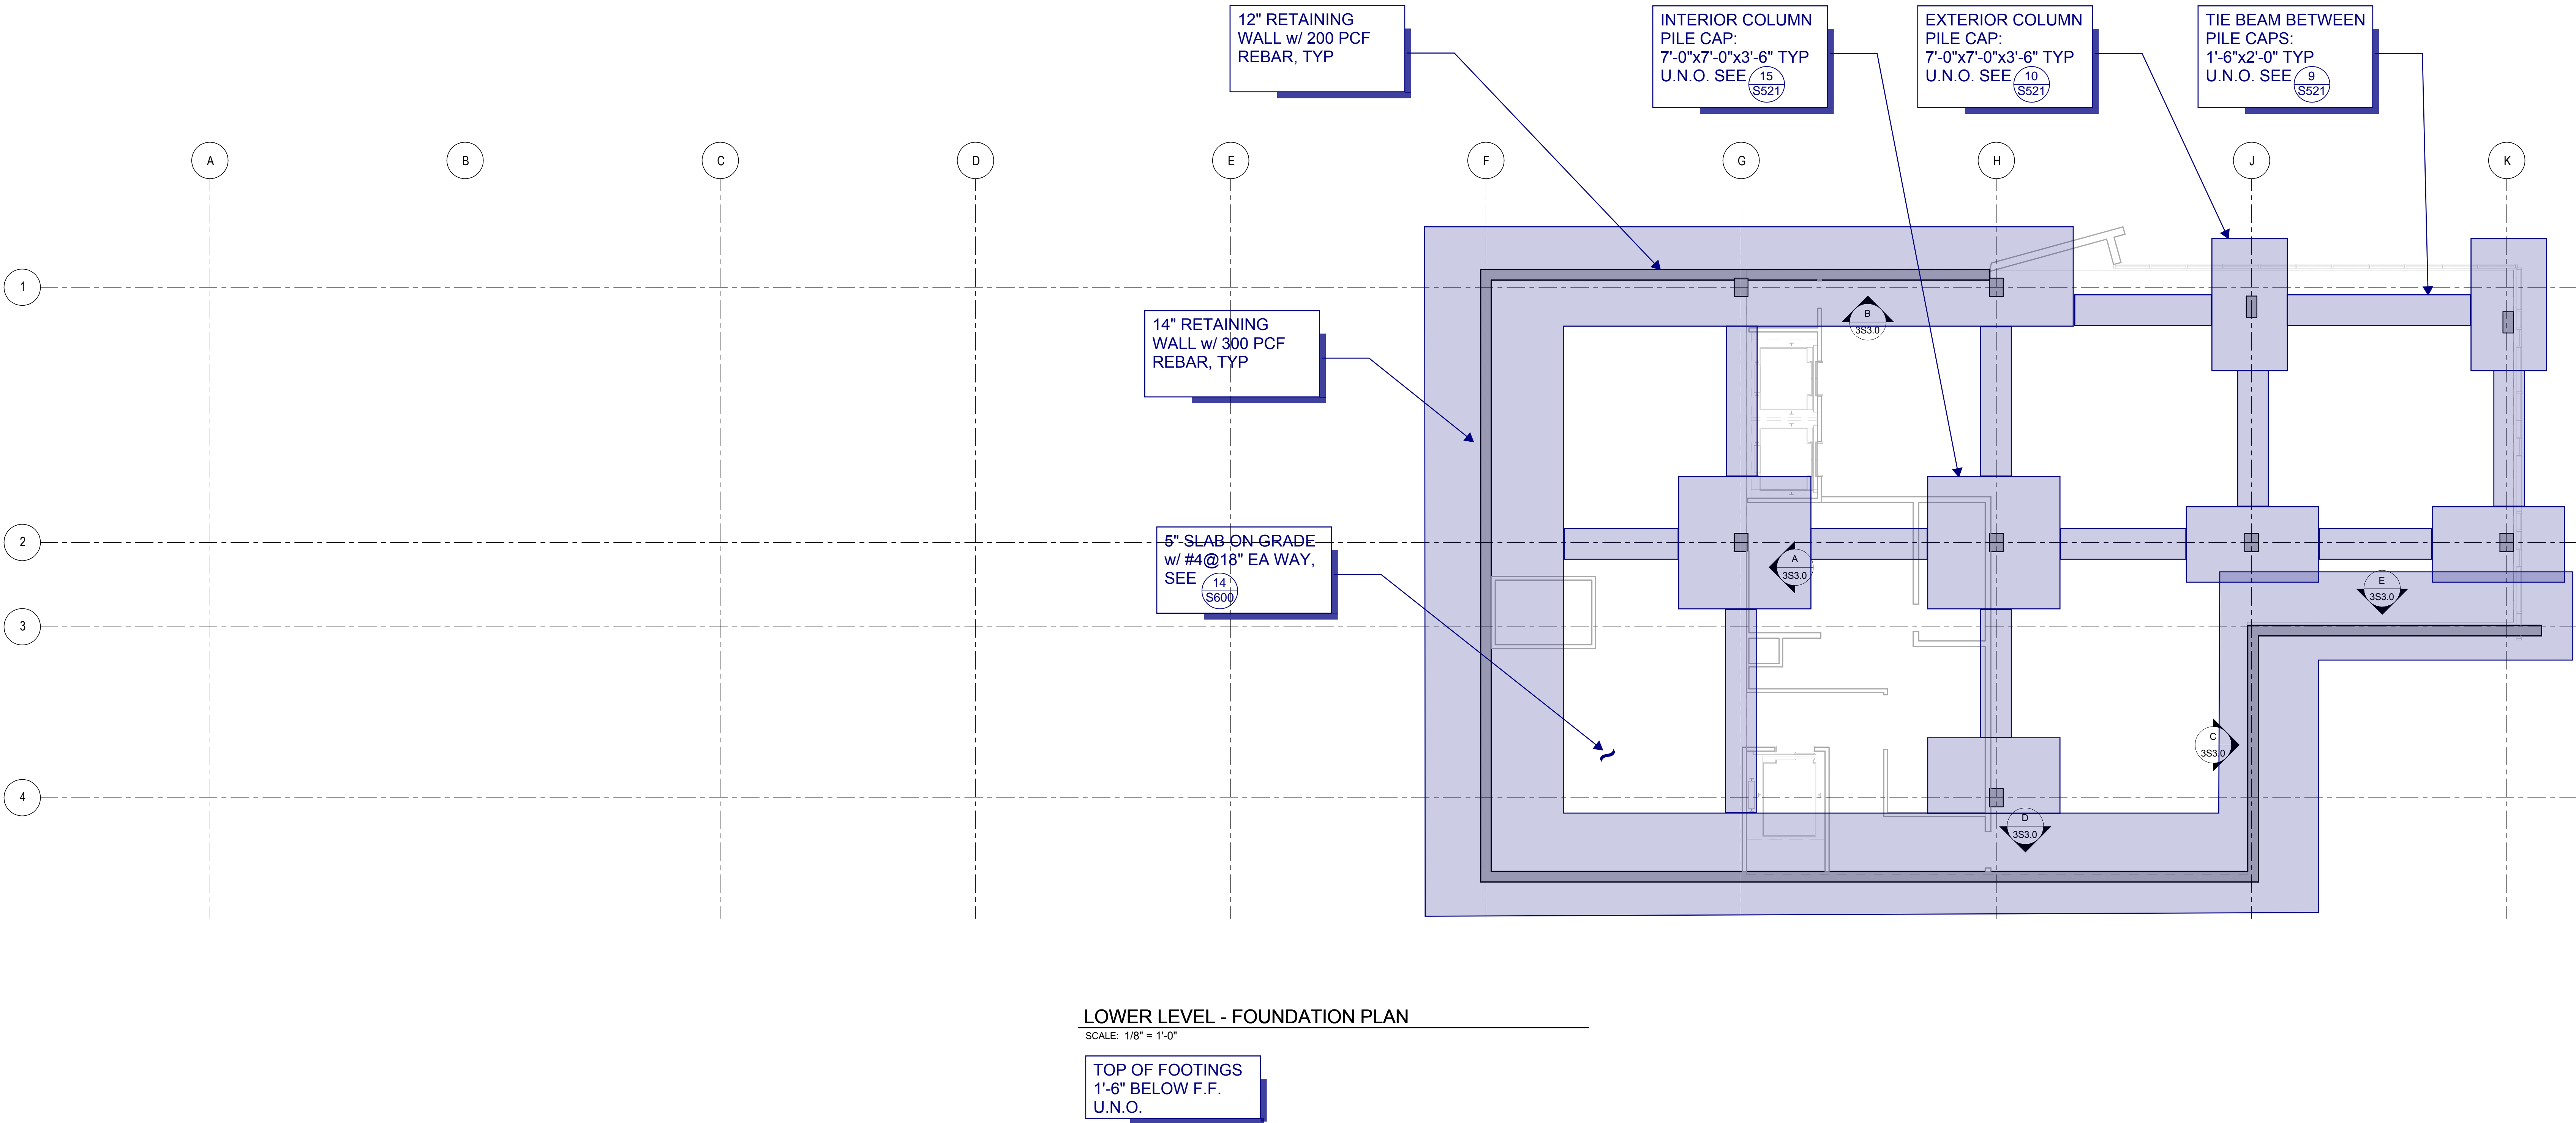 12" RETAINING
WALL w/ 200 PCF
REBAR, TYP
INTERIOR COLUMN
PILE CAP:
7'-0"x7'-0"x3'-6" TYP
U.N.O. SEE 15
S521
EXTERIOR COLUMN
PILE CAP:
7'-0"x7'-0"x3'-6" TYP
U.N.O. SEE 10
S521
TIE BEAM BETWEEN
PILE CAPS:
1'-6"x2'-0" TYP
U.N.O. SEE 9
S521
A B C D E F G H J K
1
14" RETAINING
WALL w/ 300 PCF
REBAR, TYP
B
3S3.0
5" SLAB ON GRADE
w/ #4@18" EA WAY,
SEE 14
S600
2
A
3S3.0
E
3S3.0
3
C
3S3.0
4
D
3S3.0
LOWER LEVEL - FOUNDATION PLAN
SCALE: 1/8" = 1'-0"
TOP OF FOOTINGS
1'-6" BELOW F.F.
U.N.O.